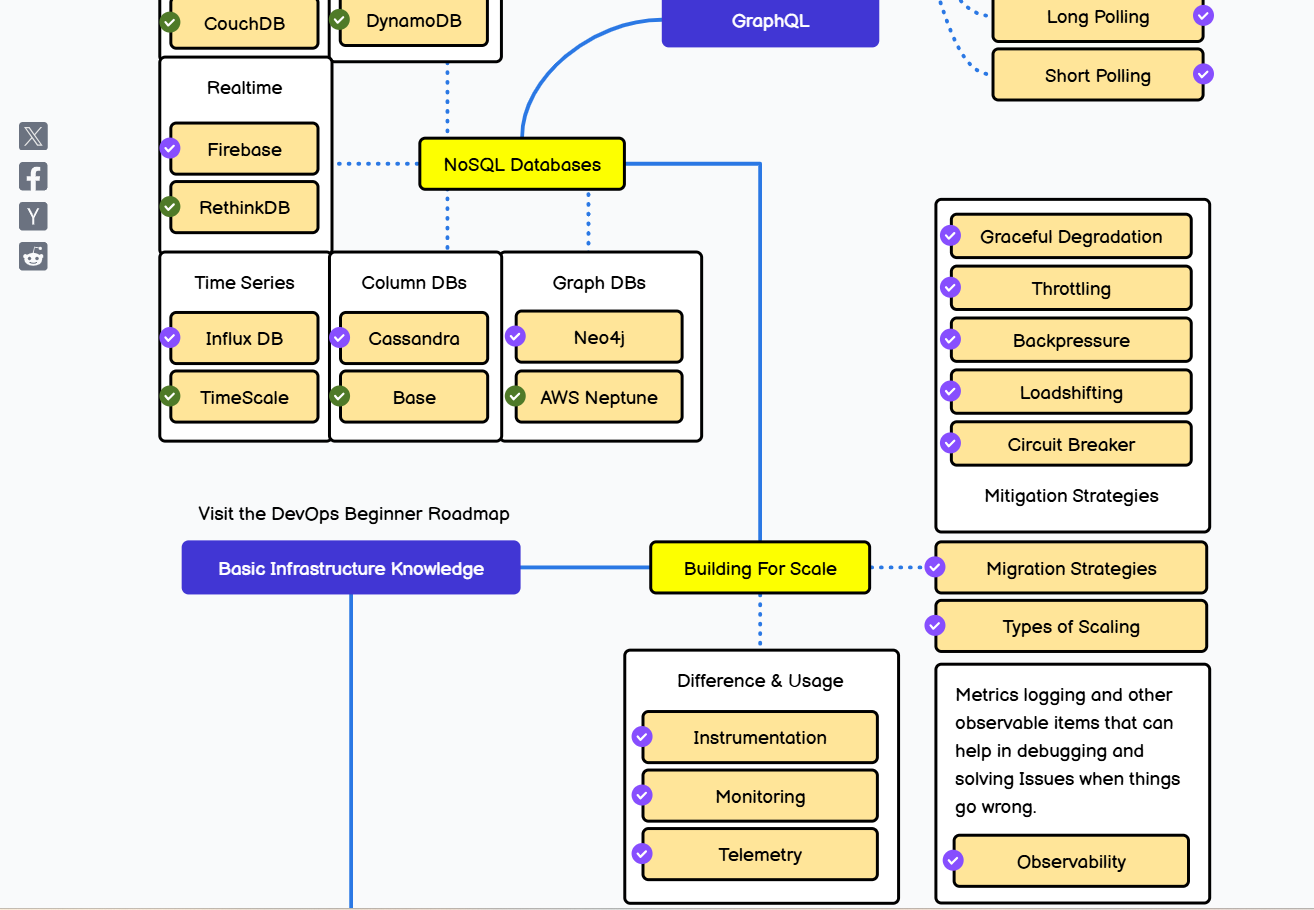 CouchDB
DynamoDB
GraphQL
Long Polling
Short Polling
Realtime
Firebase
RethinkDB
NoSQL Databases
Time Series
Influx DB
TimeScale
Column DBs
Cassandra
Base
Graph DBs
Neo4j
AWS Neptune
Graceful Degradation
Throttling
Backpressure
Loadshifting
Circuit Breaker
Mitigation Strategies
Visit the DevOps Beginner Roadmap
Basic Infrastructure Knowledge
Building For Scale
Migration Strategies
Types of Scaling
Difference & Usage
Instrumentation
Monitoring
Telemetry
Metrics logging and other
observable items that can
help in debugging and
solving Issues when things
go wrong.
Observability